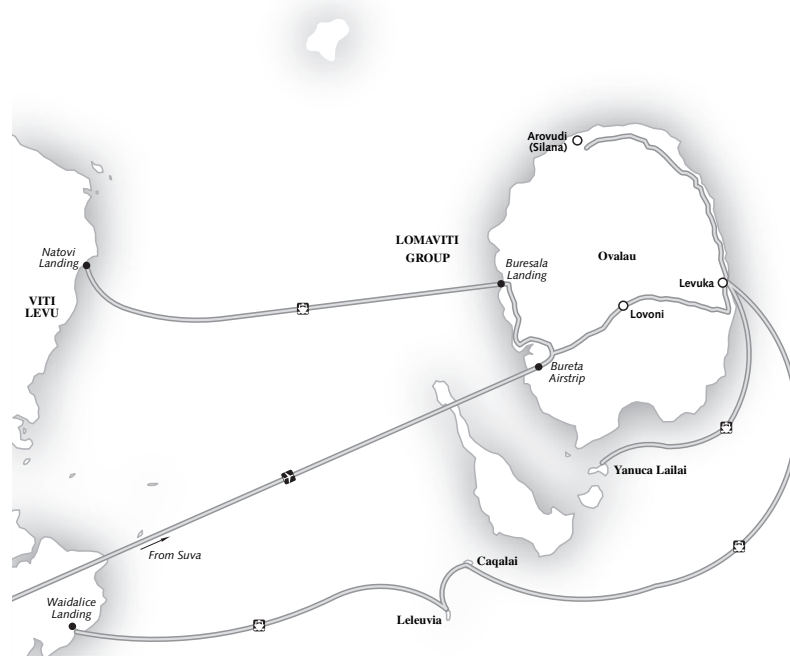 Arovudi
(Silana)
LOMAVITI
GROUP
Natovi
Landing
Buresala
Landing
Ovalau
Levuka
VITI
LEVU
Lovoni
Bureta
Airstrip
Yanuca Lailai
From Suva
Caqalai
Waidalice
Landing
Leleuvia